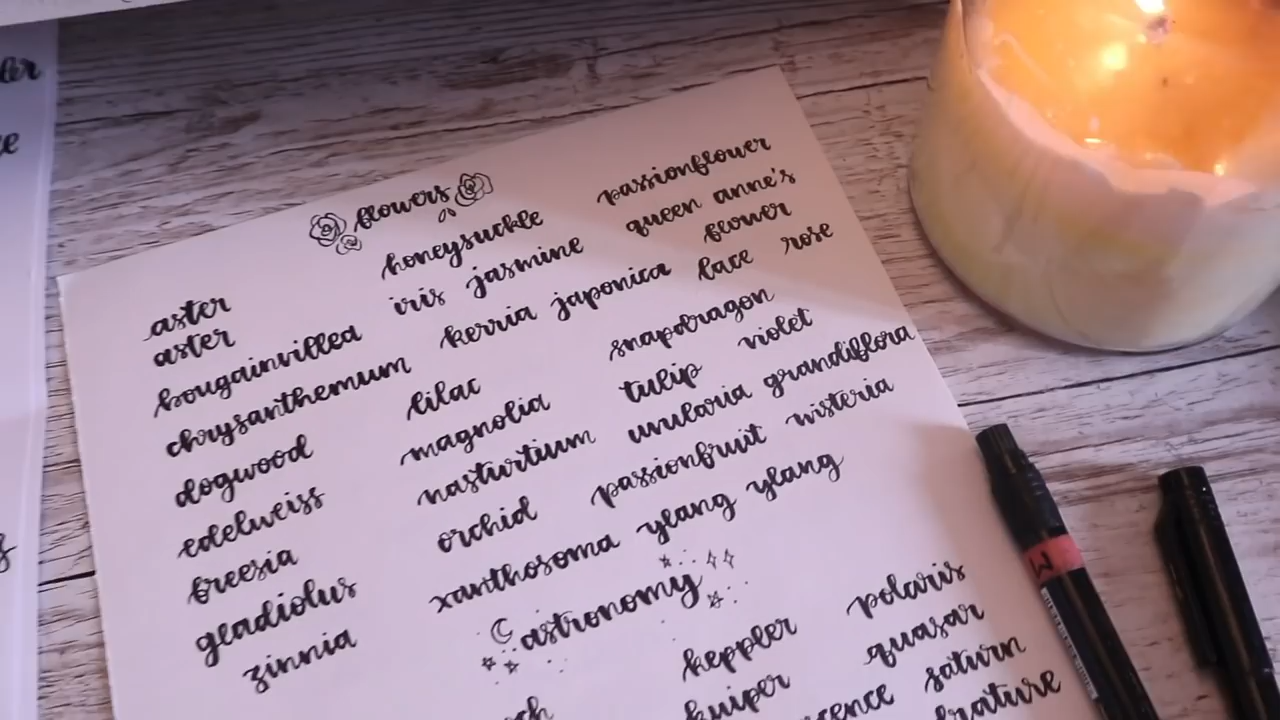 flowers
aster
aster
bougainvillea
chrysanthemum
dogwood
edelweiss
freesia
gladiolus
zinnia
honeysuckle
iris jasmine
kerria japonica
lilac
magnolia
nasturtium
orchid
xanthosoma ylang ylang
passionflower
queen anne's
flower
lace rose
snapdragon
tulip violet
uvularia grandiflora
passionfruit wisteria
astronomy
keppler
kuiper
polaris
quasar
saturn
M